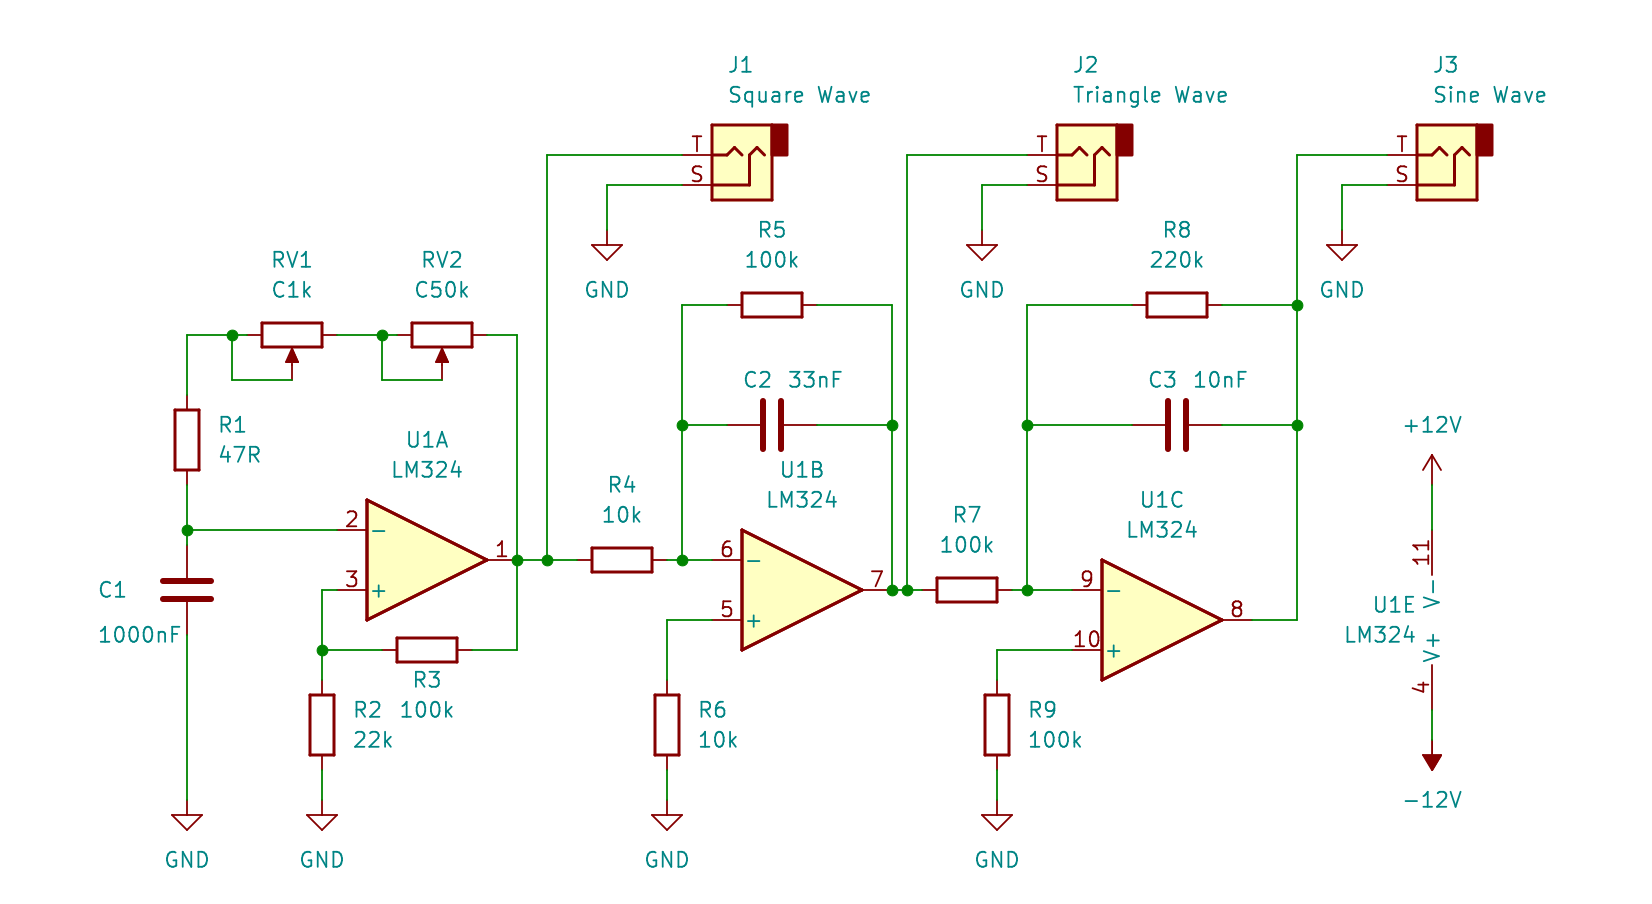 J1
Square Wave
T
S
GND
J2
Triangle Wave
T
S
GND
J3
Sine Wave
T
S
GND
RV1
C1k
RV2
C50k
R5
100k
R8
220k
C2 33nF
C3 10nF
R1
47R
U1A
LM324
2
−
3
+
1
C1
1000nF
R3
100k
R2
22k
GND
GND
R4
10k
U1B
LM324
6
−
5
+
7
R6
10k
GND
R7
100k
U1C
LM324
9
−
10
+
8
R9
100k
GND
+12V
11
V−
U1E
LM324
V+
4
−12V